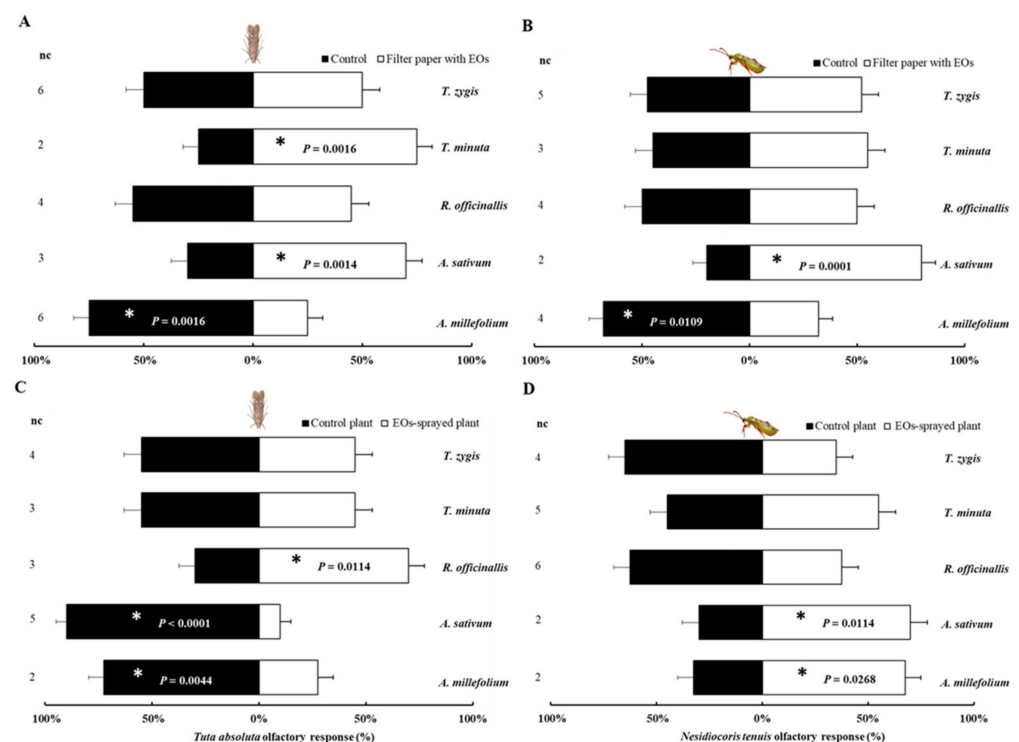 A
nc
Control Filter paper with EOs
6 T. zygis
2 * P = 0.0016 T. minuta
4 R. officinallis
3 * P = 0.0014 A. sativum
6 * P = 0.0016 A. millefolium
100% 50% 0% 50% 100%
B
nc
Control Filter paper with EOs
5 T. zygis
3 T. minuta
4 R. officinallis
2 * P = 0.0001 A. sativum
4 * P = 0.0109 A. millefolium
100% 50% 0% 50% 100%
C
nc
Control plant EOs-sprayed plant
4 T. zygis
3 T. minuta
3 * P = 0.0114 R. officinallis
5 * P < 0.0001 A. sativum
2 * P = 0.0044 A. millefolium
100% 50% 0% 50% 100%
Tuta absoluta olfactory response (%)
D
nc
Control plant EOs-sprayed plant
4 T. zygis
5 T. minuta
6 R. officinallis
2 * P = 0.0114 A. sativum
2 * P = 0.0268 A. millefolium
100% 50% 0% 50% 100%
Nesidiocoris tenuis olfactory response (%)